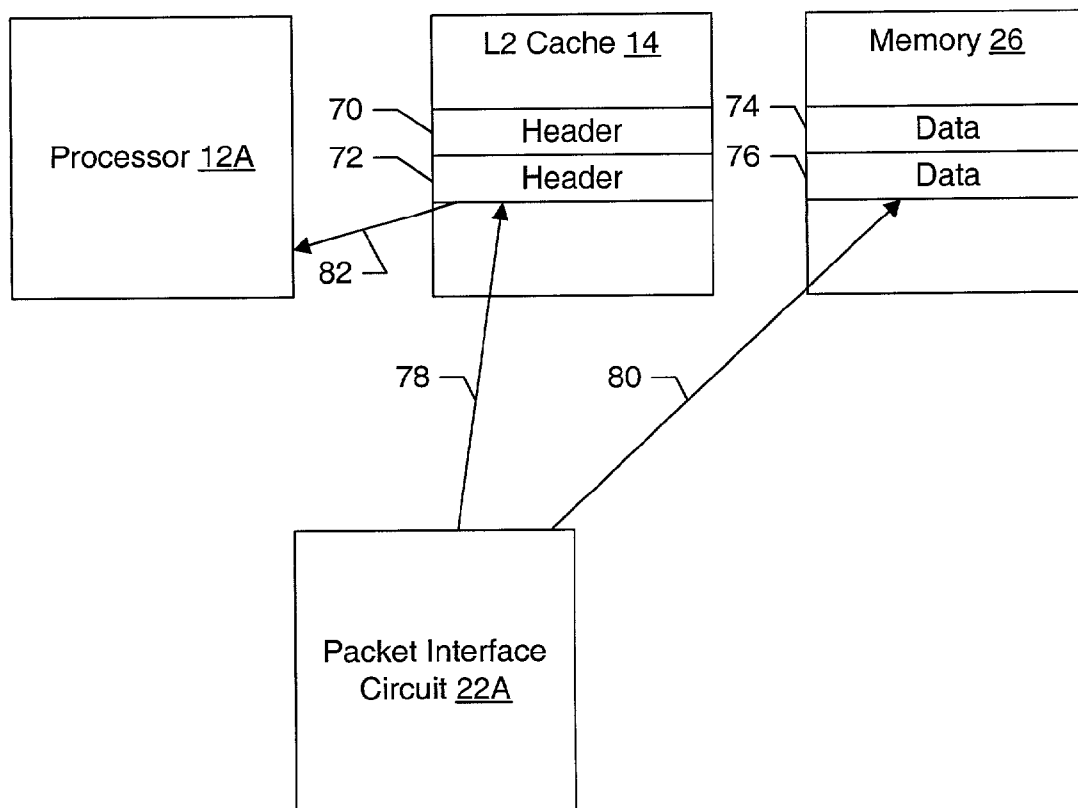 L2 Cache 14
Memory 26
70
Header
74
Data
Processor 12A
72
Header
76
Data
82
78
80
Packet Interface
Circuit 22A